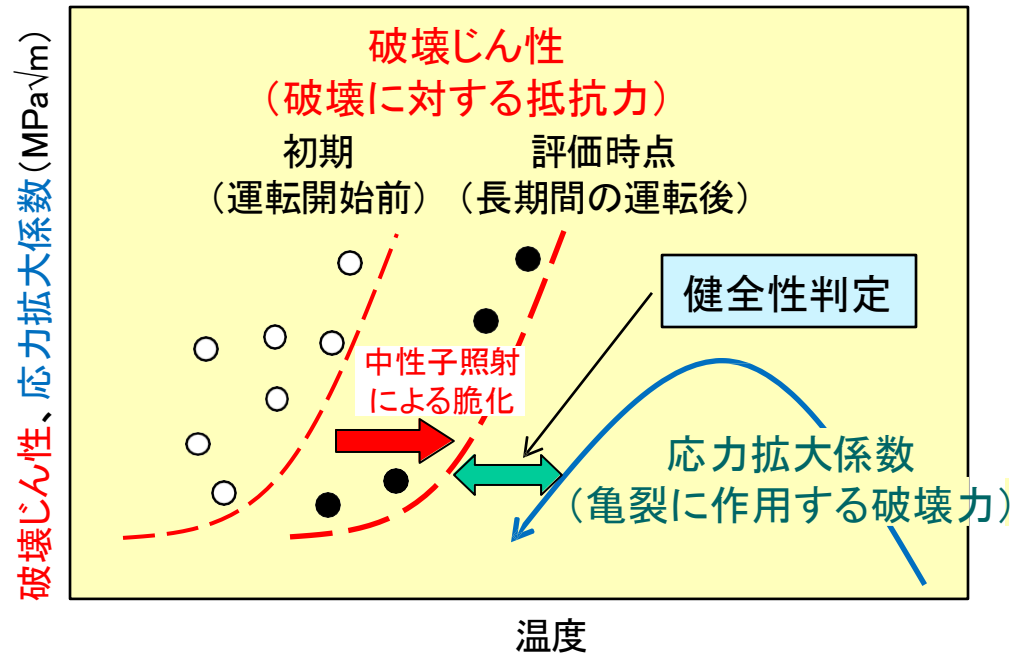 破壊じん性、応力拡大係数(MPa√m)
破壊じん性
(破壊に対する抵抗力)
初期
(運転開始前)
評価時点
(長期間の運転後)
健全性判定
中性子照射
による脆化
応力拡大係数
(亀裂に作用する破壊力)
温度